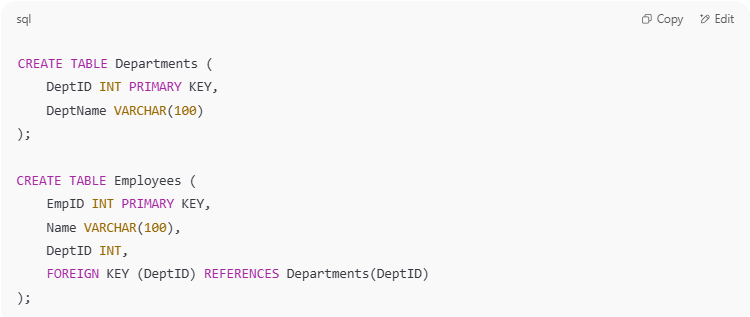 sql
Copy
Edit
CREATE TABLE Departments (
    DeptID INT PRIMARY KEY,
    DeptName VARCHAR(100)
);
CREATE TABLE Employees (
    EmpID INT PRIMARY KEY,
    Name VARCHAR(100),
    DeptID INT,
    FOREIGN KEY (DeptID) REFERENCES Departments(DeptID)
);